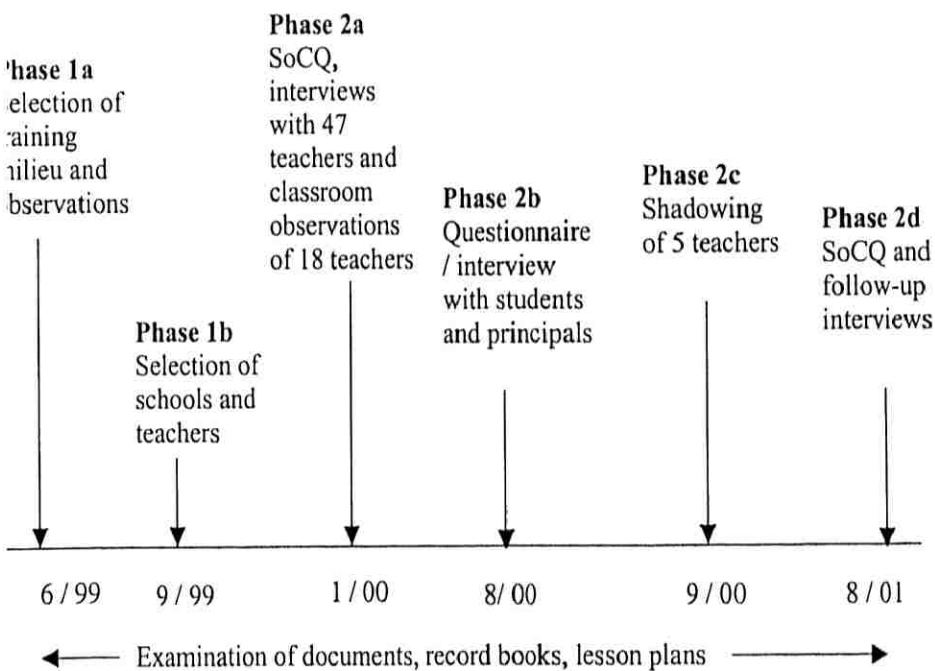 Phase 2a
SoCQ,
interviews
with 47
teachers and
classroom
observations
of 18 teachers
'hase 1a
election of
raining
nilieu and
bservations
Phase 1b
Selection of
schools and
teachers
Phase 2b
Questionnaire
/ interview
with students
and principals
Phase 2c
Shadowing
of 5 teachers
Phase 2d
SoCQ and
follow-up
interviews
6 / 99 9 / 99 1 / 00 8/ 00 9 / 00 8 / 01
Examination of documents, record books, lesson plans